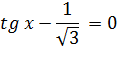 tg x - 1/√3 = 0